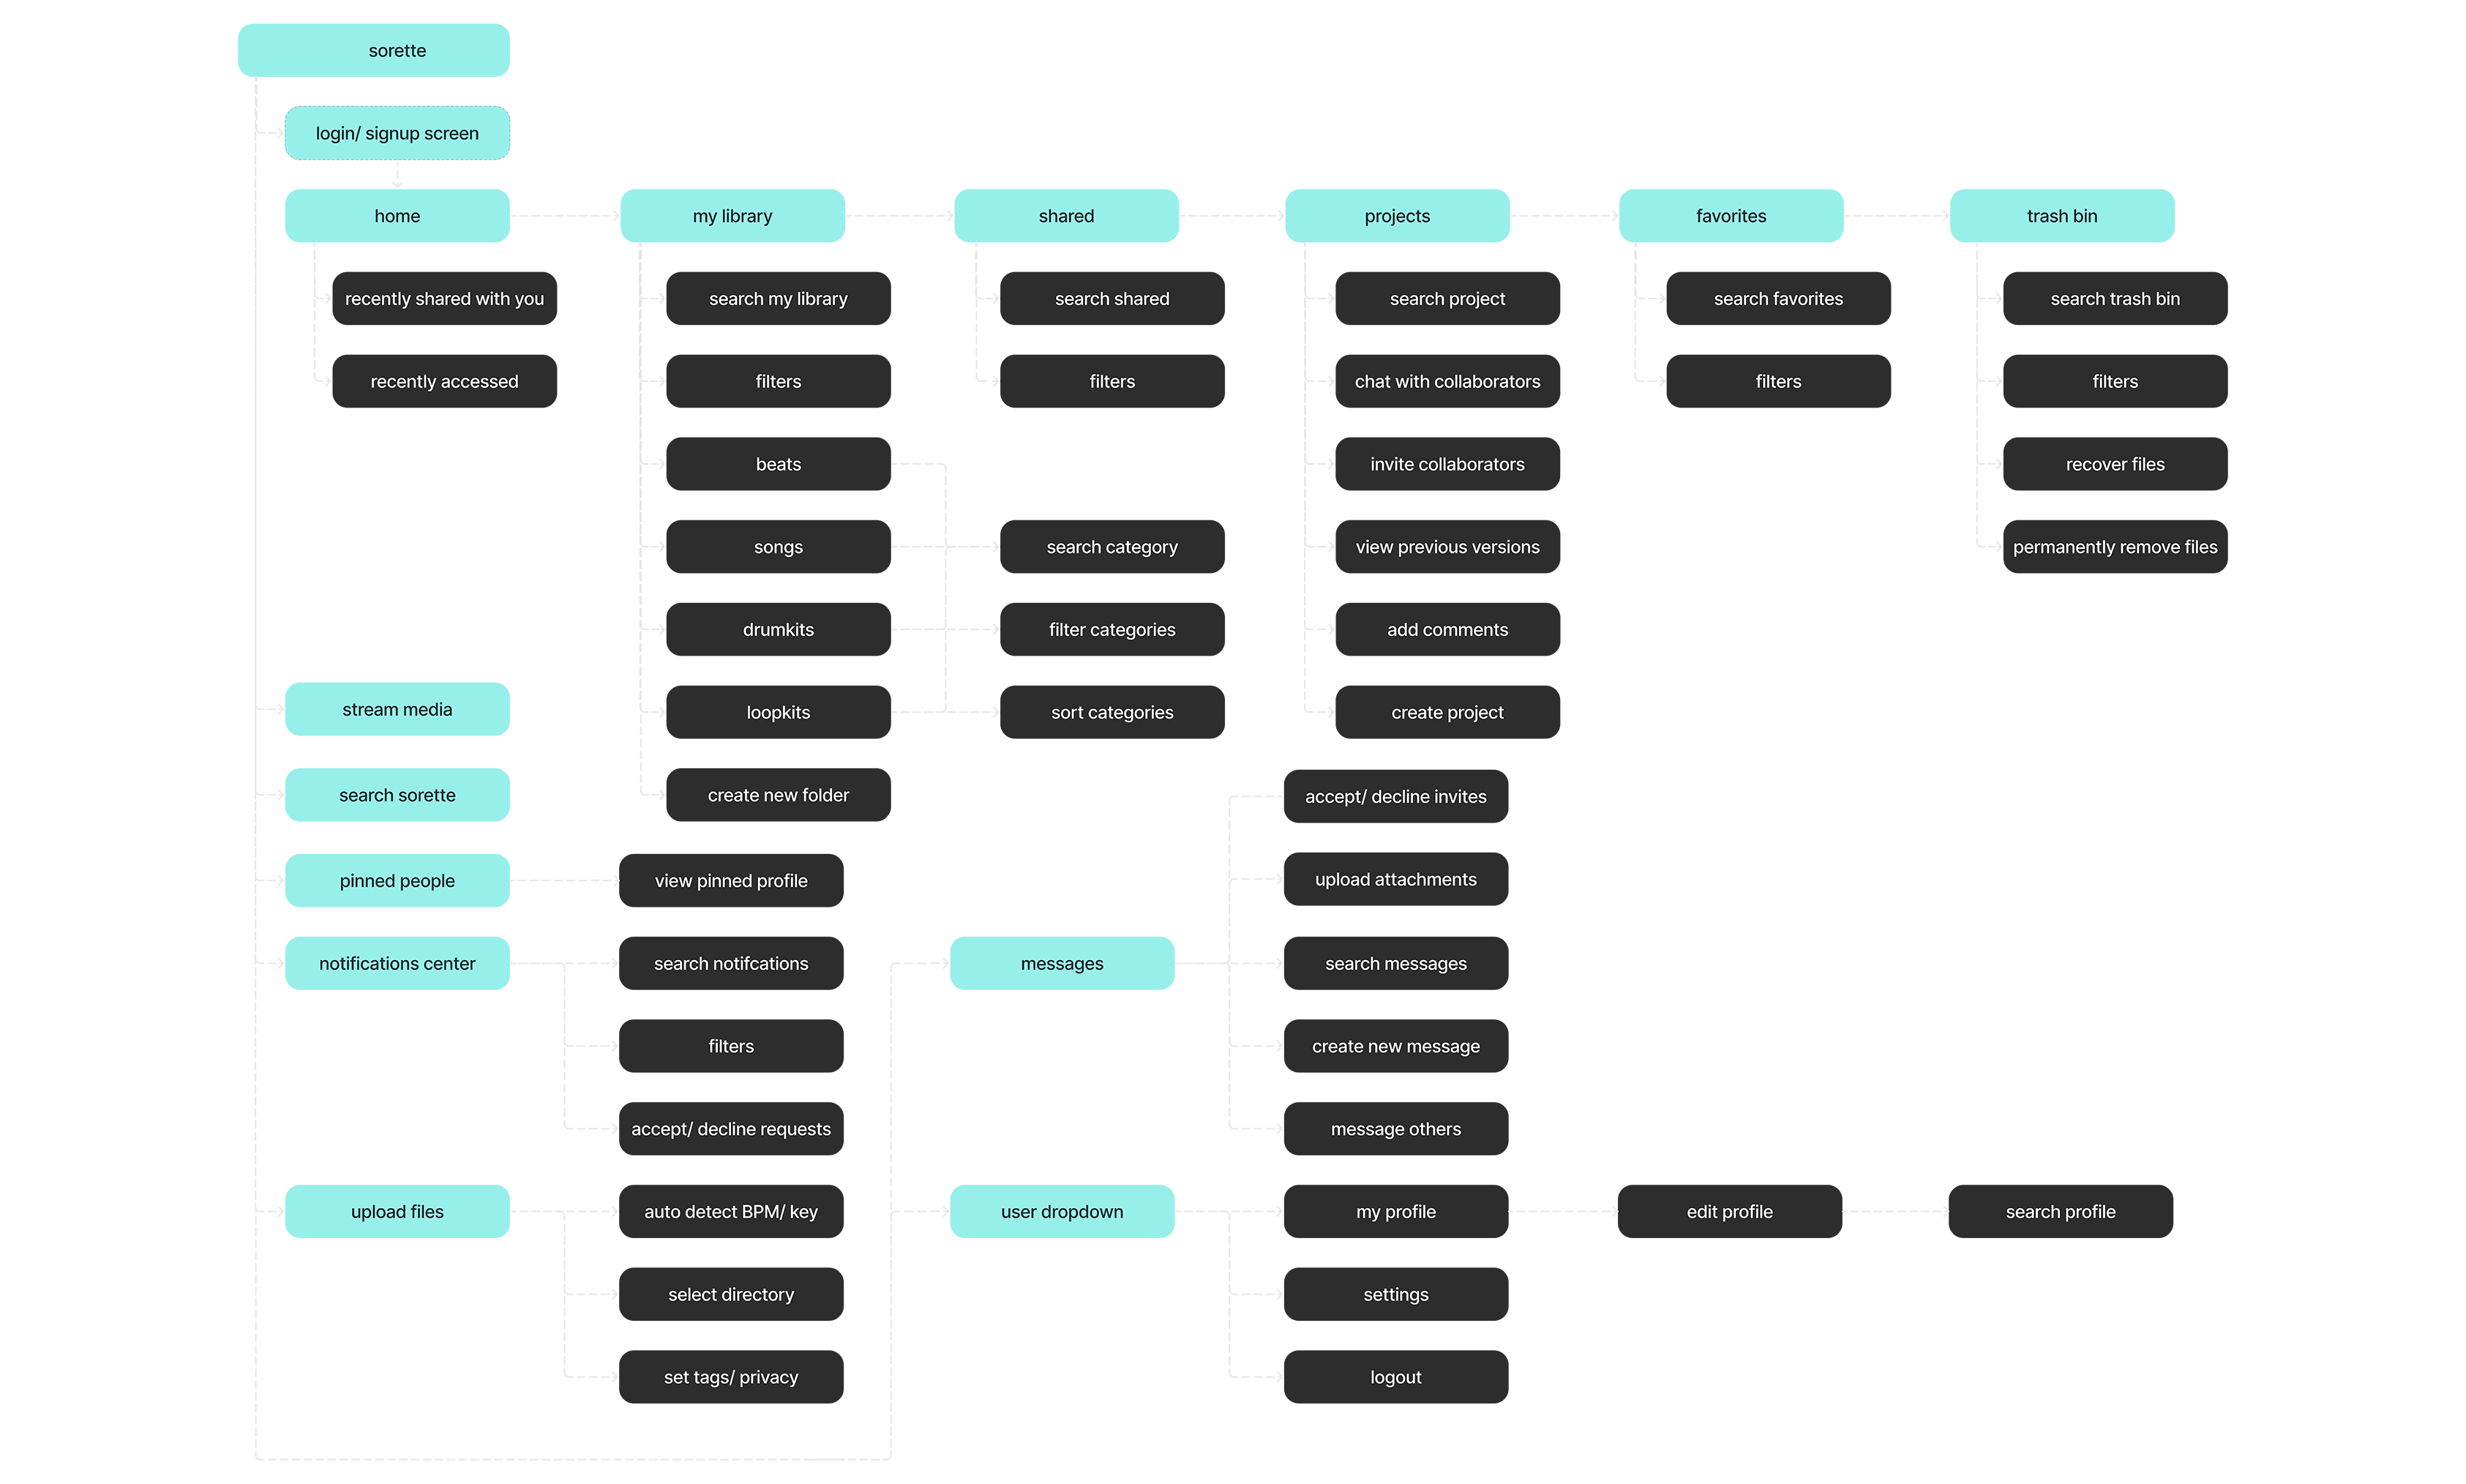 sorette
login/ signup screen
home
my library
shared
projects
favorites
trash bin
recently shared with you
search my library
search shared
search project
search favorites
search trash bin
recently accessed
filters
filters
chat with collaborators
filters
filters
beats
invite collaborators
recover files
songs
search category
view previous versions
permanently remove files
drumkits
filter categories
add comments
stream media
loopkits
sort categories
create project
search sorette
create new folder
accept/ decline invites
pinned people
view pinned profile
upload attachments
notifications center
search notifcations
messages
search messages
filters
create new message
accept/ decline requests
message others
upload files
auto detect BPM/ key
user dropdown
my profile
edit profile
search profile
select directory
settings
set tags/ privacy
logout